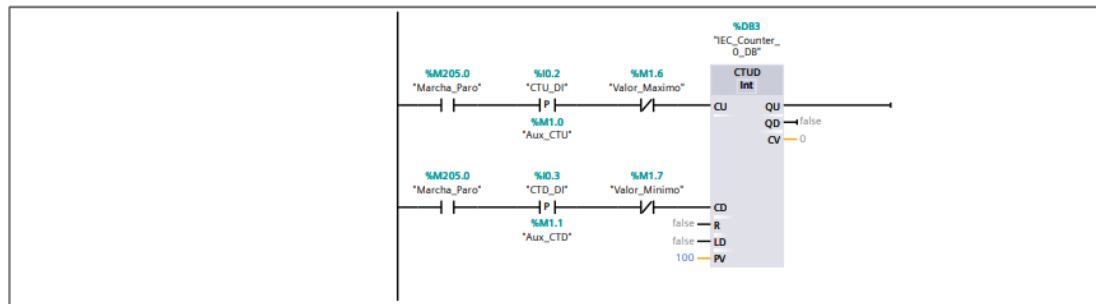 %DB3
"IEC_Counter_
0_DB"
%M205.0 %I0.2 %M1.6 CTUD
"Marcha_Paro" "CTU_DI" "Valor_Maximo" Int
P CU QU
%M1.0 QD false
"Aux_CTU" CV 0
%M205.0 %I0.3 %M1.7
"Marcha_Paro" "CTD_DI" "Valor_Minimo"
P CD
%M1.1 false R
"Aux_CTD"
false LD
100 PV